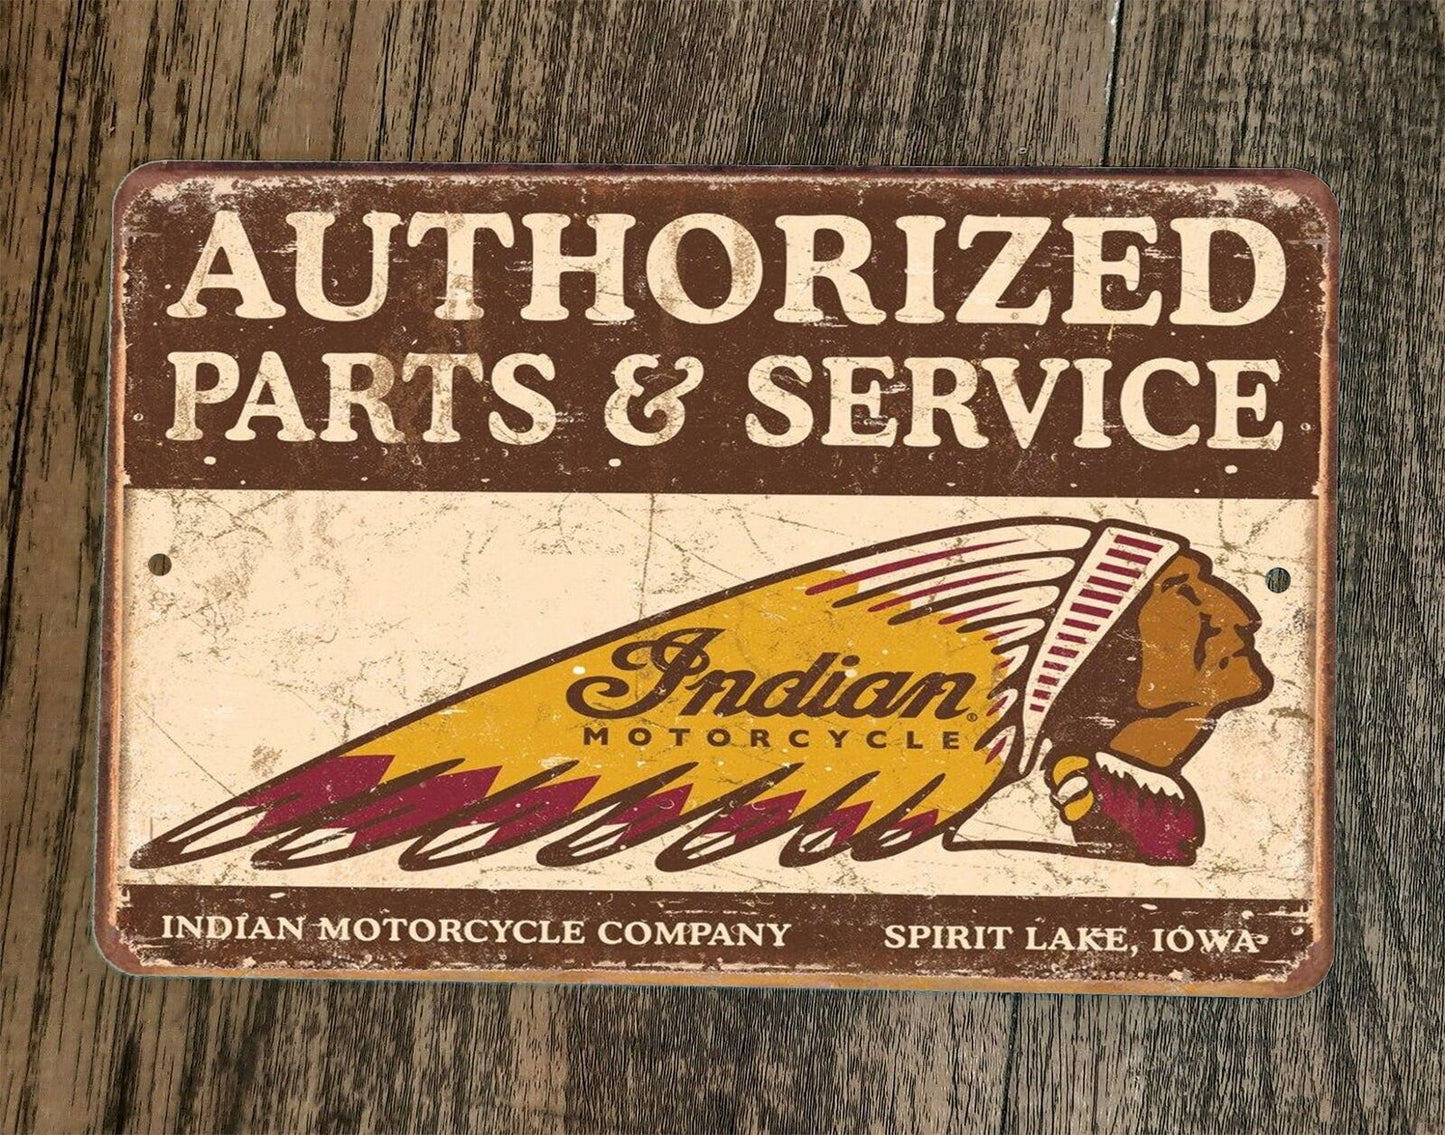 AUTHORIZED
PARTS & SERVICE
Indian®
MOTORCYCLE
INDIAN MOTORCYCLE COMPANY SPIRIT LAKE, IOWA